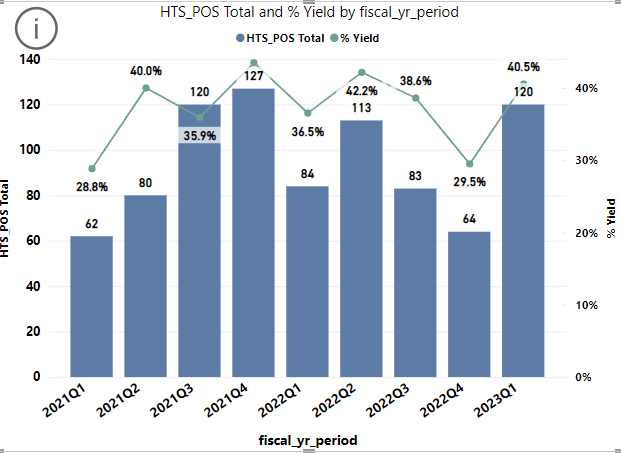 i
HTS_POS Total and % Yield by fiscal_yr_period
HTS_POS Total % Yield
140
120
100
80
60
40
20
0
HTS_POS Total
62
80
120
127
84
113
83
64
120
28.8%
40.0%
35.9%
36.5%
42.2%
38.6%
29.5%
40.5%
40%
30%
20%
10%
0%
% Yield
2021Q1
2021Q2
2021Q3
2021Q4
2022Q1
2022Q2
2022Q3
2022Q4
2023Q1
fiscal_yr_period